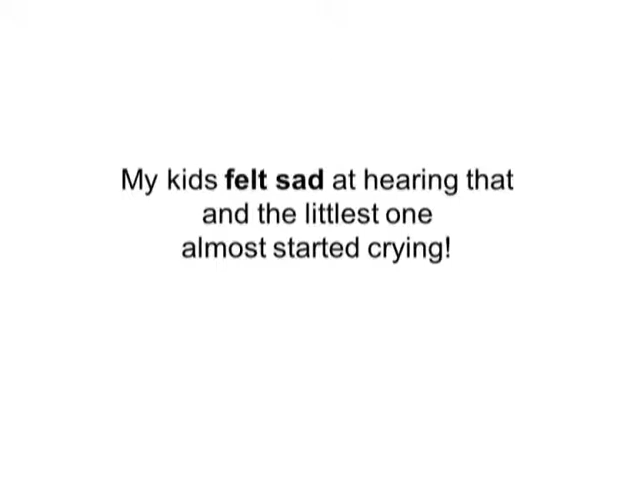 My kids felt sad at hearing that
and the littlest one
almost started crying!